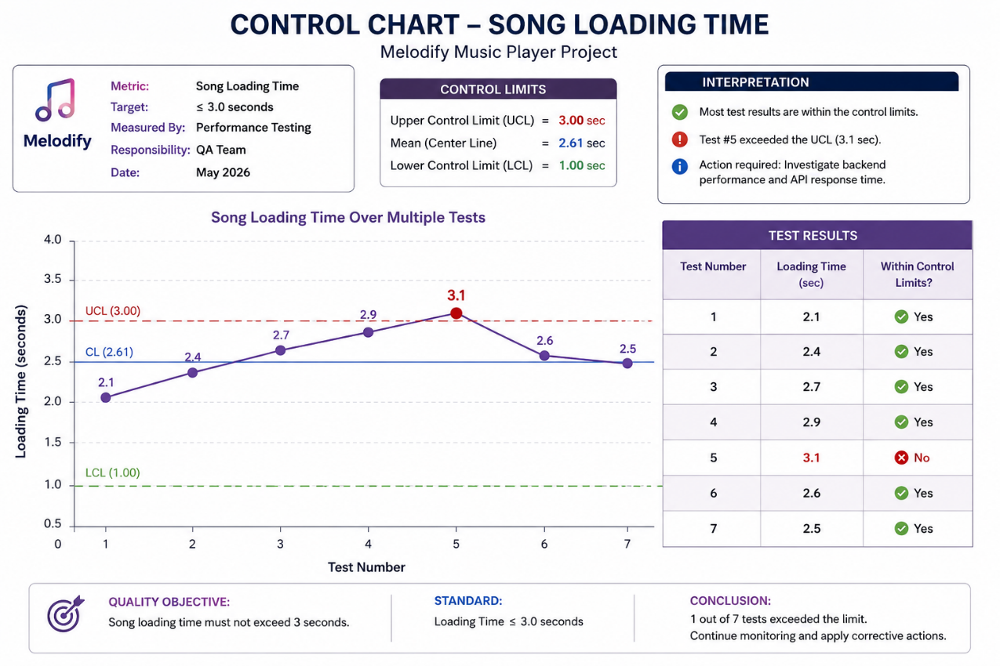 CONTROL CHART – SONG LOADING TIME
Melodify Music Player Project
Melodify
Metric: Song Loading Time
Target: ≤ 3.0 seconds
Measured By: Performance Testing
Responsibility: QA Team
Date: May 2026
CONTROL LIMITS
Upper Control Limit (UCL) = 3.00 sec
Mean (Center Line) = 2.61 sec
Lower Control Limit (LCL) = 1.00 sec
INTERPRETATION
Most test results are within the control limits.
Test #5 exceeded the UCL (3.1 sec).
Action required: Investigate backend
performance and API response time.
Song Loading Time Over Multiple Tests
Loading Time (seconds)
4.0
3.5
3.0
2.5
2.0
1.5
1.0
0.5
0
UCL (3.00)
CL (2.61)
LCL (1.00)
2.1
2.4
2.7
2.9
3.1
2.6
2.5
1 2 3 4 5 6 7
Test Number
TEST RESULTS
Test Number Loading Time (sec) Within Control Limits?
1 2.1 Yes
2 2.4 Yes
3 2.7 Yes
4 2.9 Yes
5 3.1 No
6 2.6 Yes
7 2.5 Yes
QUALITY OBJECTIVE:
Song loading time must not exceed 3 seconds.
STANDARD:
Loading Time ≤ 3.0 seconds
CONCLUSION:
1 out of 7 tests exceeded the limit.
Continue monitoring and apply corrective actions.